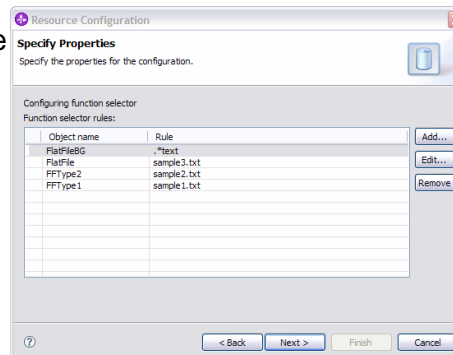 Resource Configuration
e
Specify Properties
Specify the properties for the configuration.
Configuring function selector
Function selector rules:
Object name Rule
FlatFileBG .*text
FlatFile sample3.txt
FFType2 sample2.txt
FFType1 sample1.txt
Add...
Edit...
Remove
? < Back Next > Finish Cancel